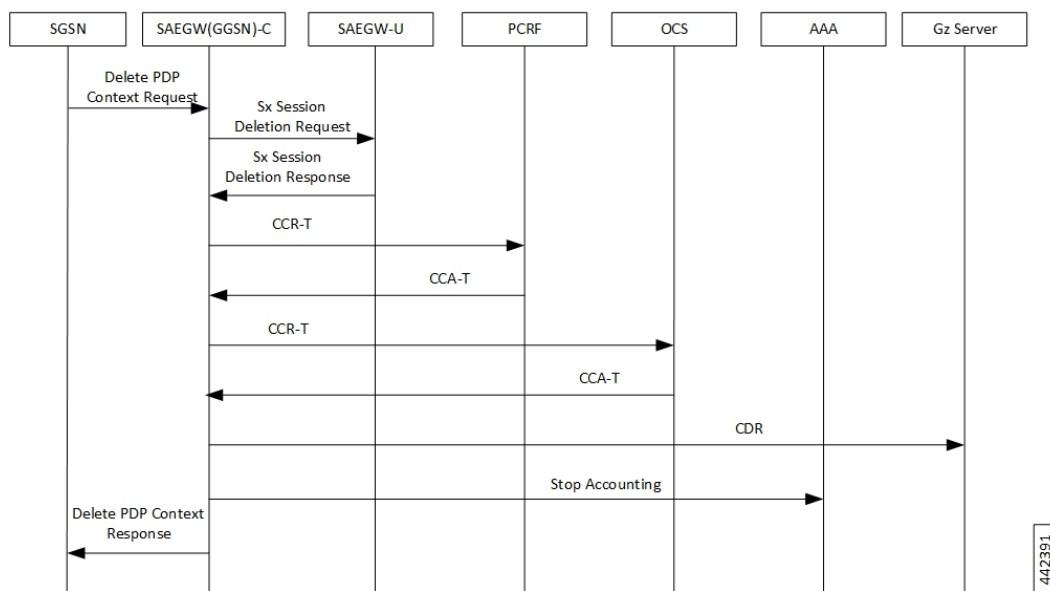 SGSN
SAEGW(GGSN)-C
SAEGW-U
PCRF
OCS
AAA
Gz Server
Delete PDP
Context Request
Sx Session
Deletion Request
Sx Session
Deletion Response
CCR-T
CCA-T
CCR-T
CCA-T
CDR
Stop Accounting
Delete PDP Context
Response
442391